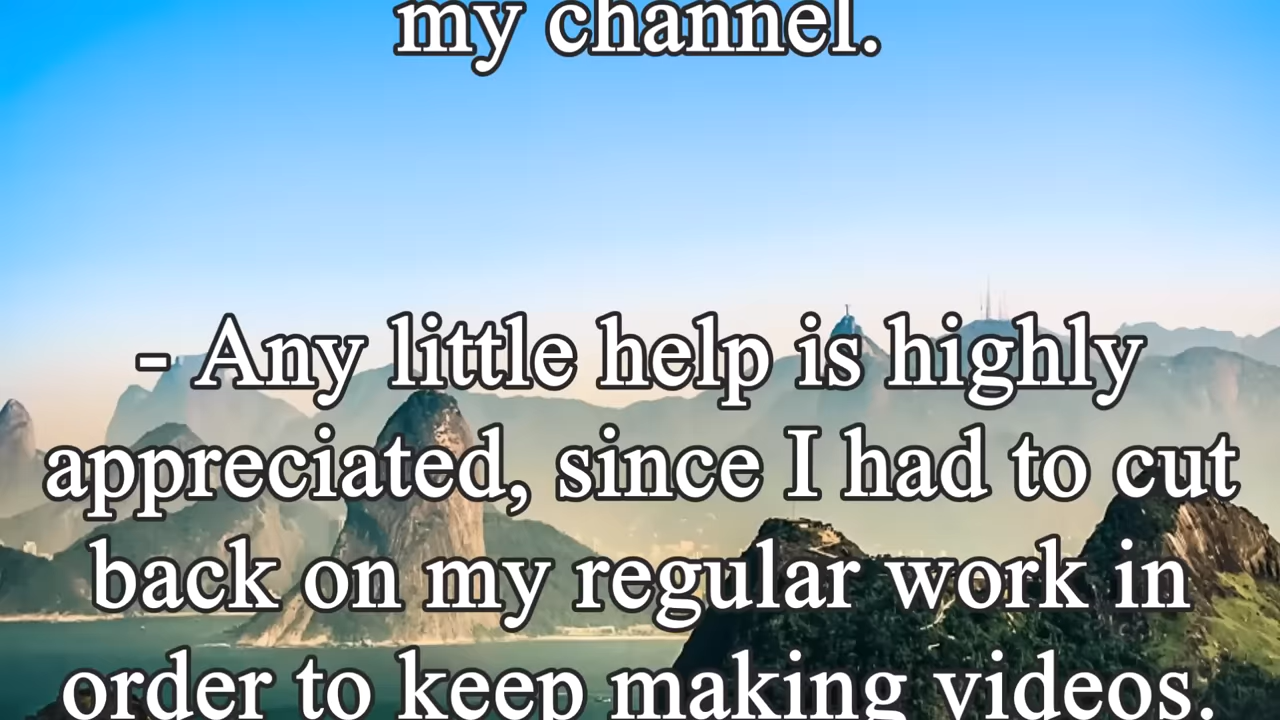 my channel.
- Any little help is highly
appreciated, since I had to cut
back on my regular work in
order to keep making videos.